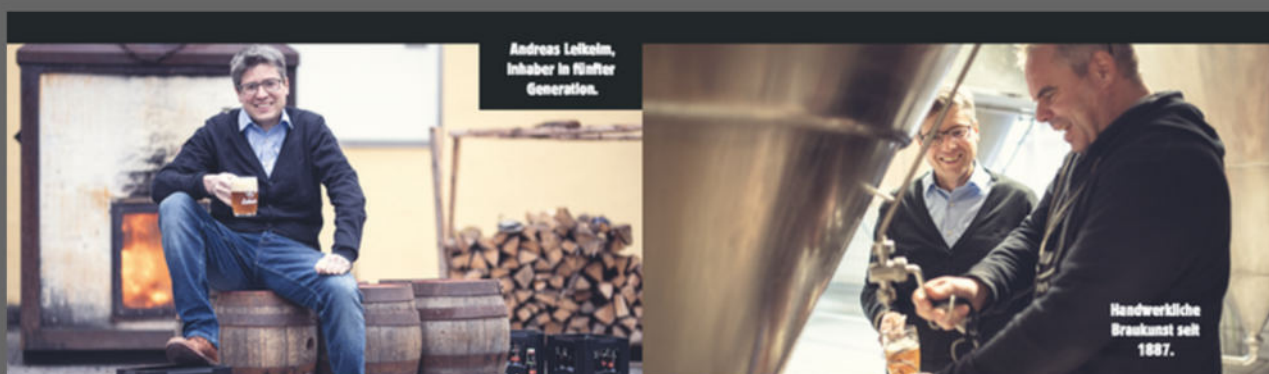 Andreas Leikeim,
Inhaber in fünfter
Generation.
Handwerkliche
Braukunst seit
1887.